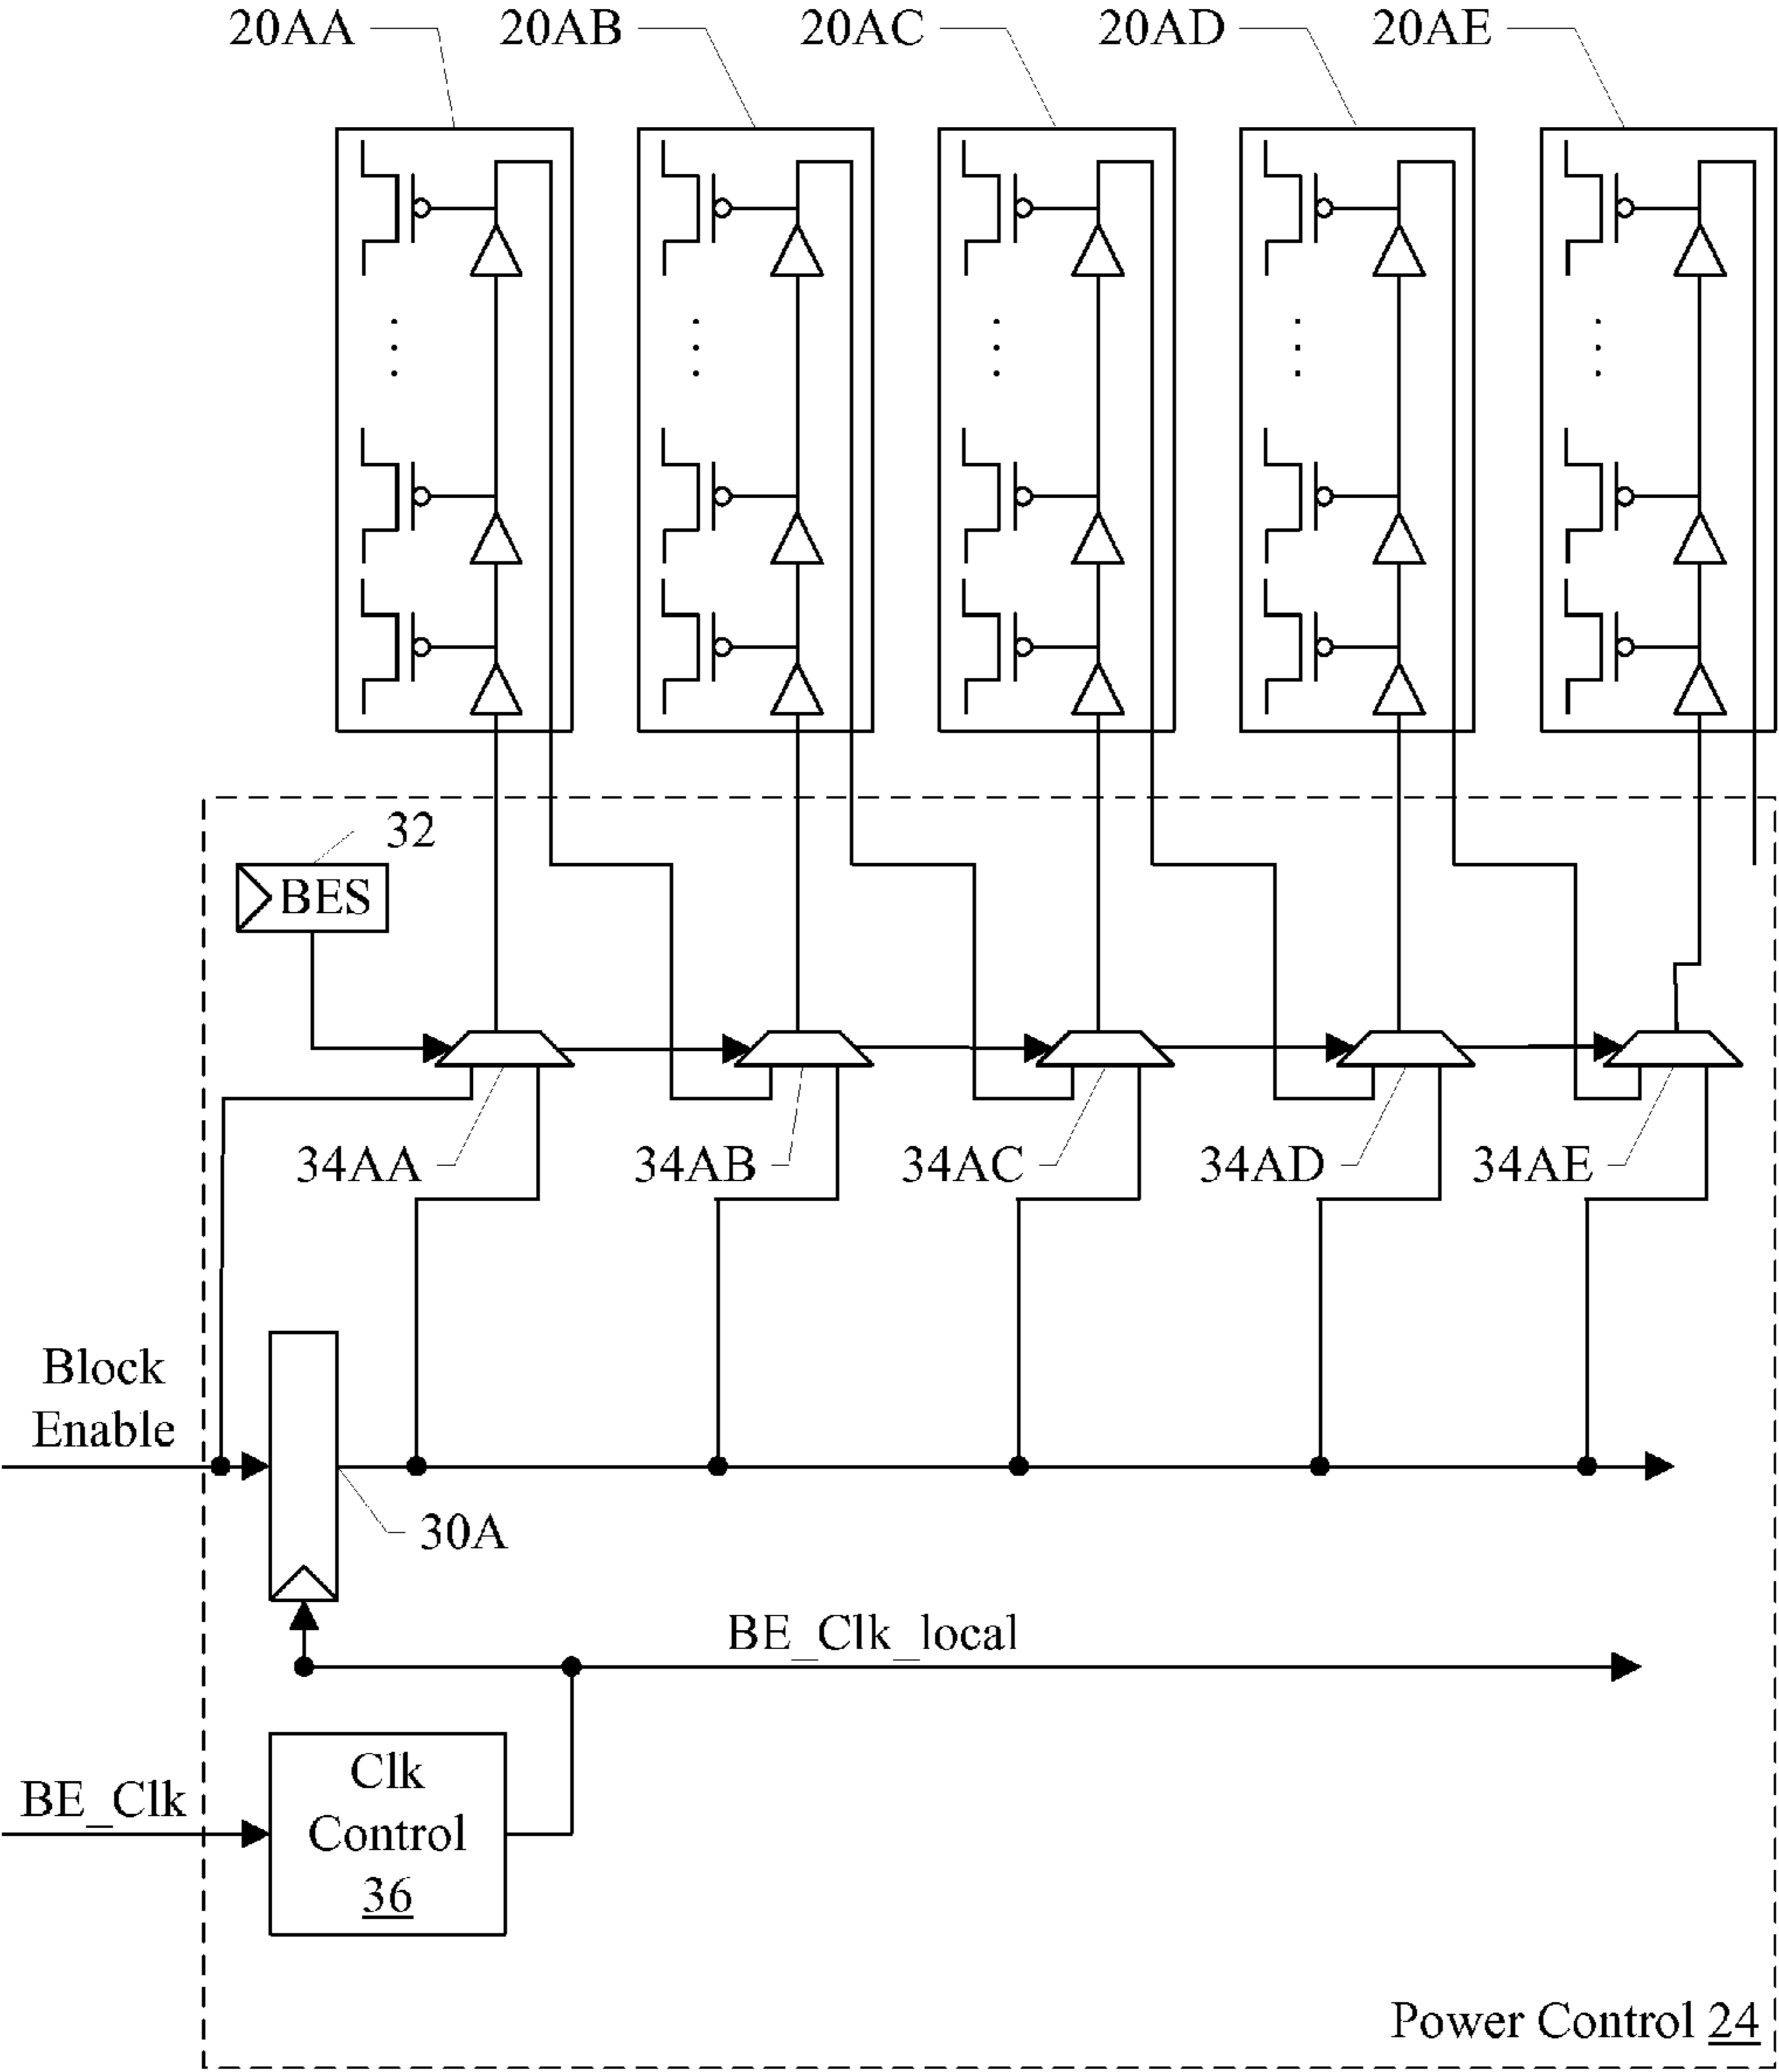 20AA
20AB
20AC
20AD
20AE
32
BES
34AA
34AB
34AC
34AD
34AE
Block
Enable
30A
BE_Clk_local
BE_Clk
Clk
Control
36
Power Control 24